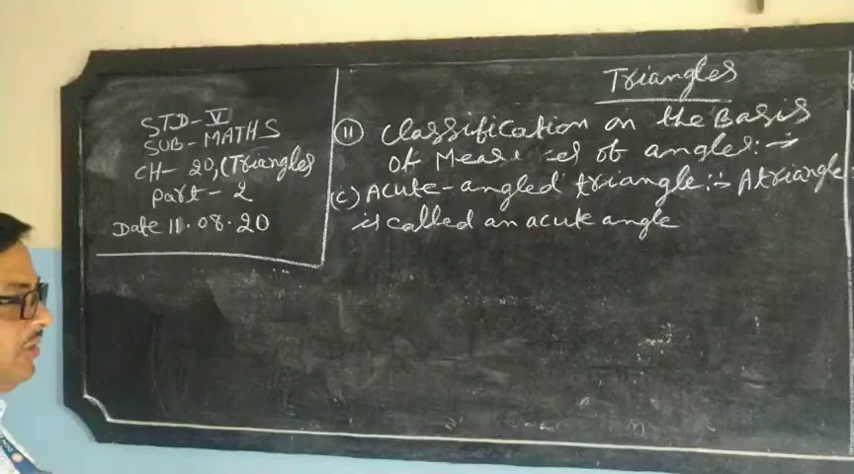 STD-V
SUB-MATHS
CH-20,(Triangles
Part-2
Date 11.08.20
Triangles
(11) Classification on the Basis
of of angles:→
(C) Acute-angled triangle:→ A triangle
is called an acute angle